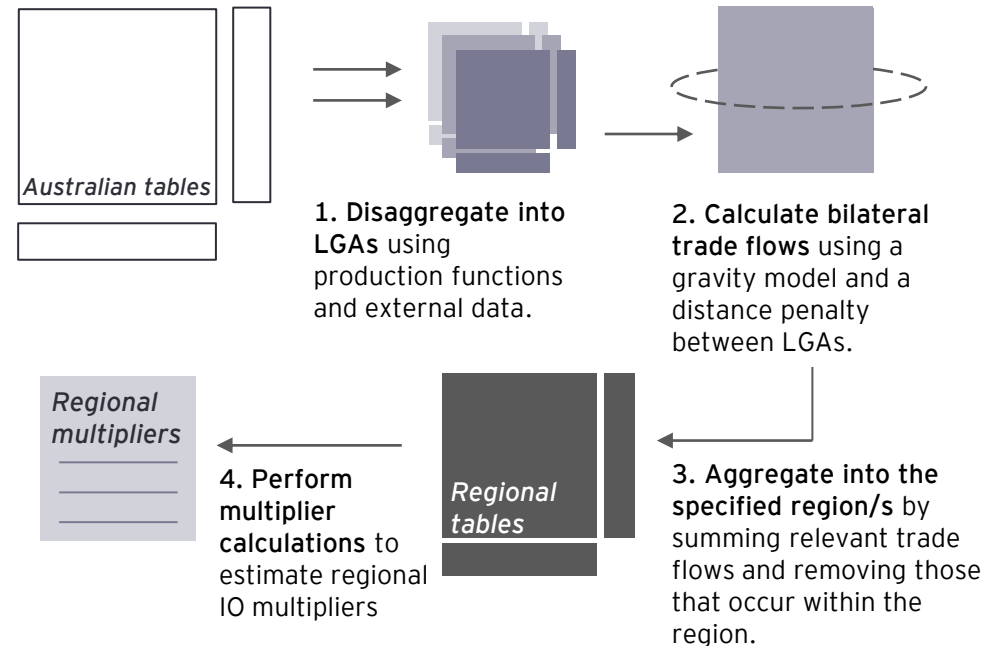 Australian tables
1. Disaggregate into
LGAs using
production functions
and external data.
2. Calculate bilateral
trade flows using a
gravity model and a
distance penalty
between LGAs.
3. Aggregate into the
specified region/s by
summing relevant trade
flows and removing those
that occur within the
region.
Regional
tables
4. Perform
multiplier
calculations to
estimate regional
IO multipliers
Regional
multipliers